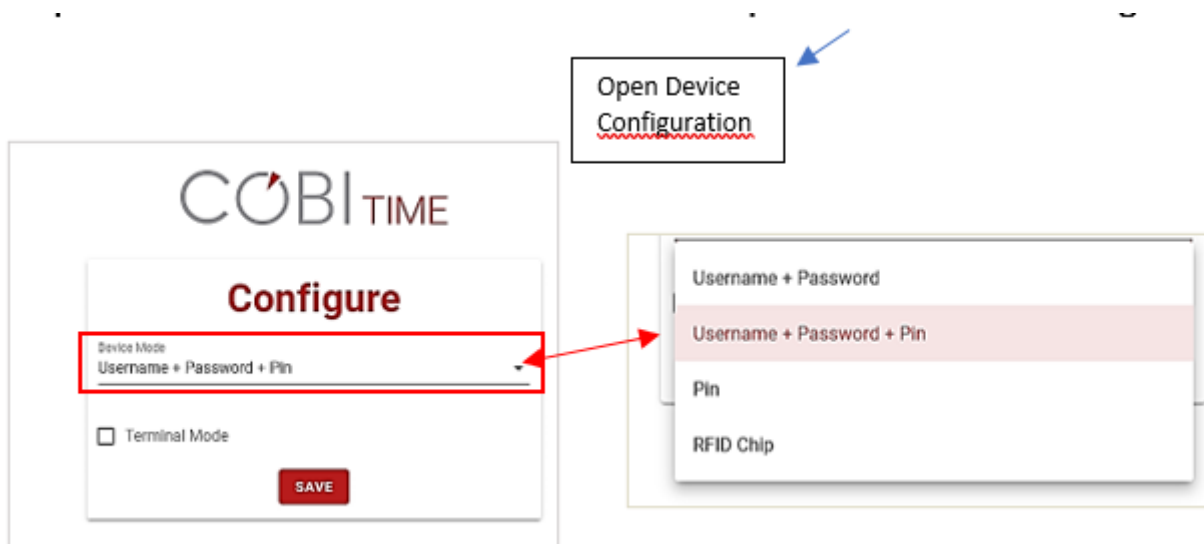 Open Device
Configuration
COBI TIME
Configure
Device Mode
Username + Password + Pin
Terminal Mode
SAVE
Username + Password
Username + Password + Pin
Pin
RFID Chip